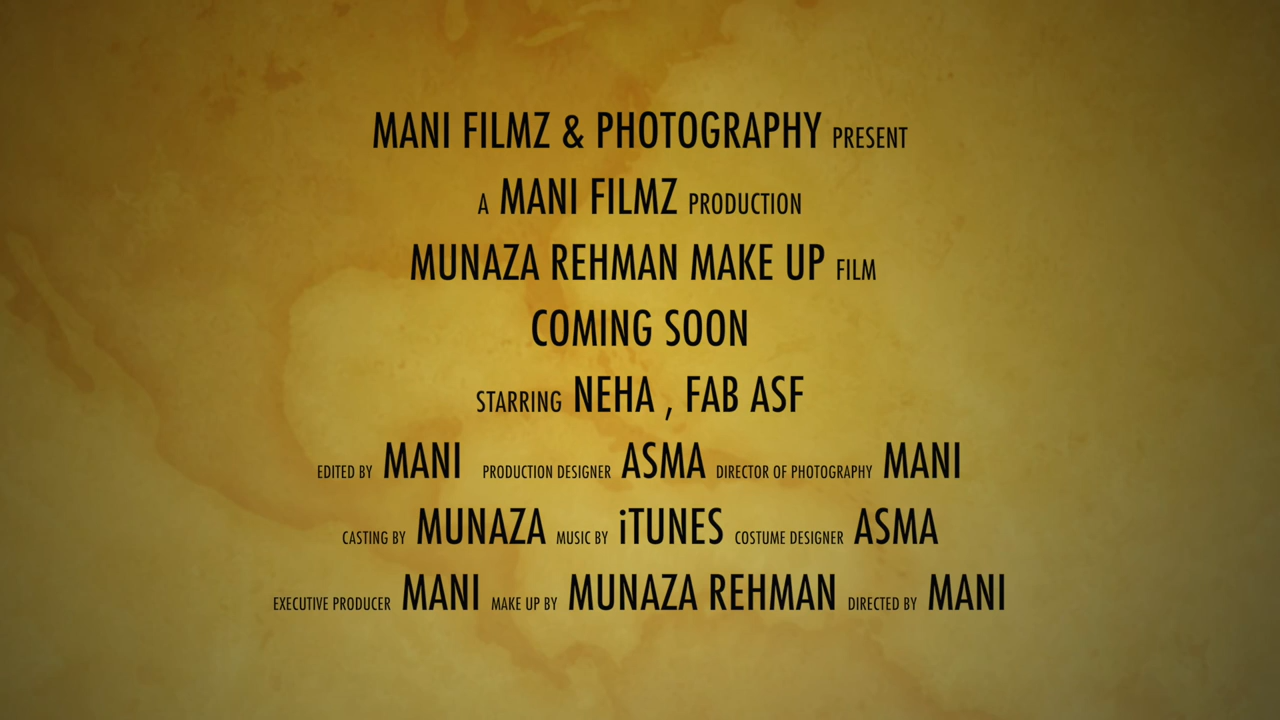 MANI FILMZ & PHOTOGRAPHY PRESENT
A MANI FILMZ PRODUCTION
MUNAZA REHMAN MAKE UP FILM
COMING SOON
STARRING NEHA , FAB ASF
EDITED BY MANI PRODUCTION DESIGNER ASMA DIRECTOR OF PHOTOGRAPHY MANI
CASTING BY MUNAZA MUSIC BY iTUNES COSTUME DESIGNER ASMA
EXECUTIVE PRODUCER MANI MAKE UP BY MUNAZA REHMAN DIRECTED BY MANI